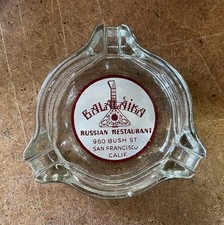 BALALAIKA
RUSSIAN RESTAURANT
960 BUSH ST
SAN FRANCISCO
CALIF.